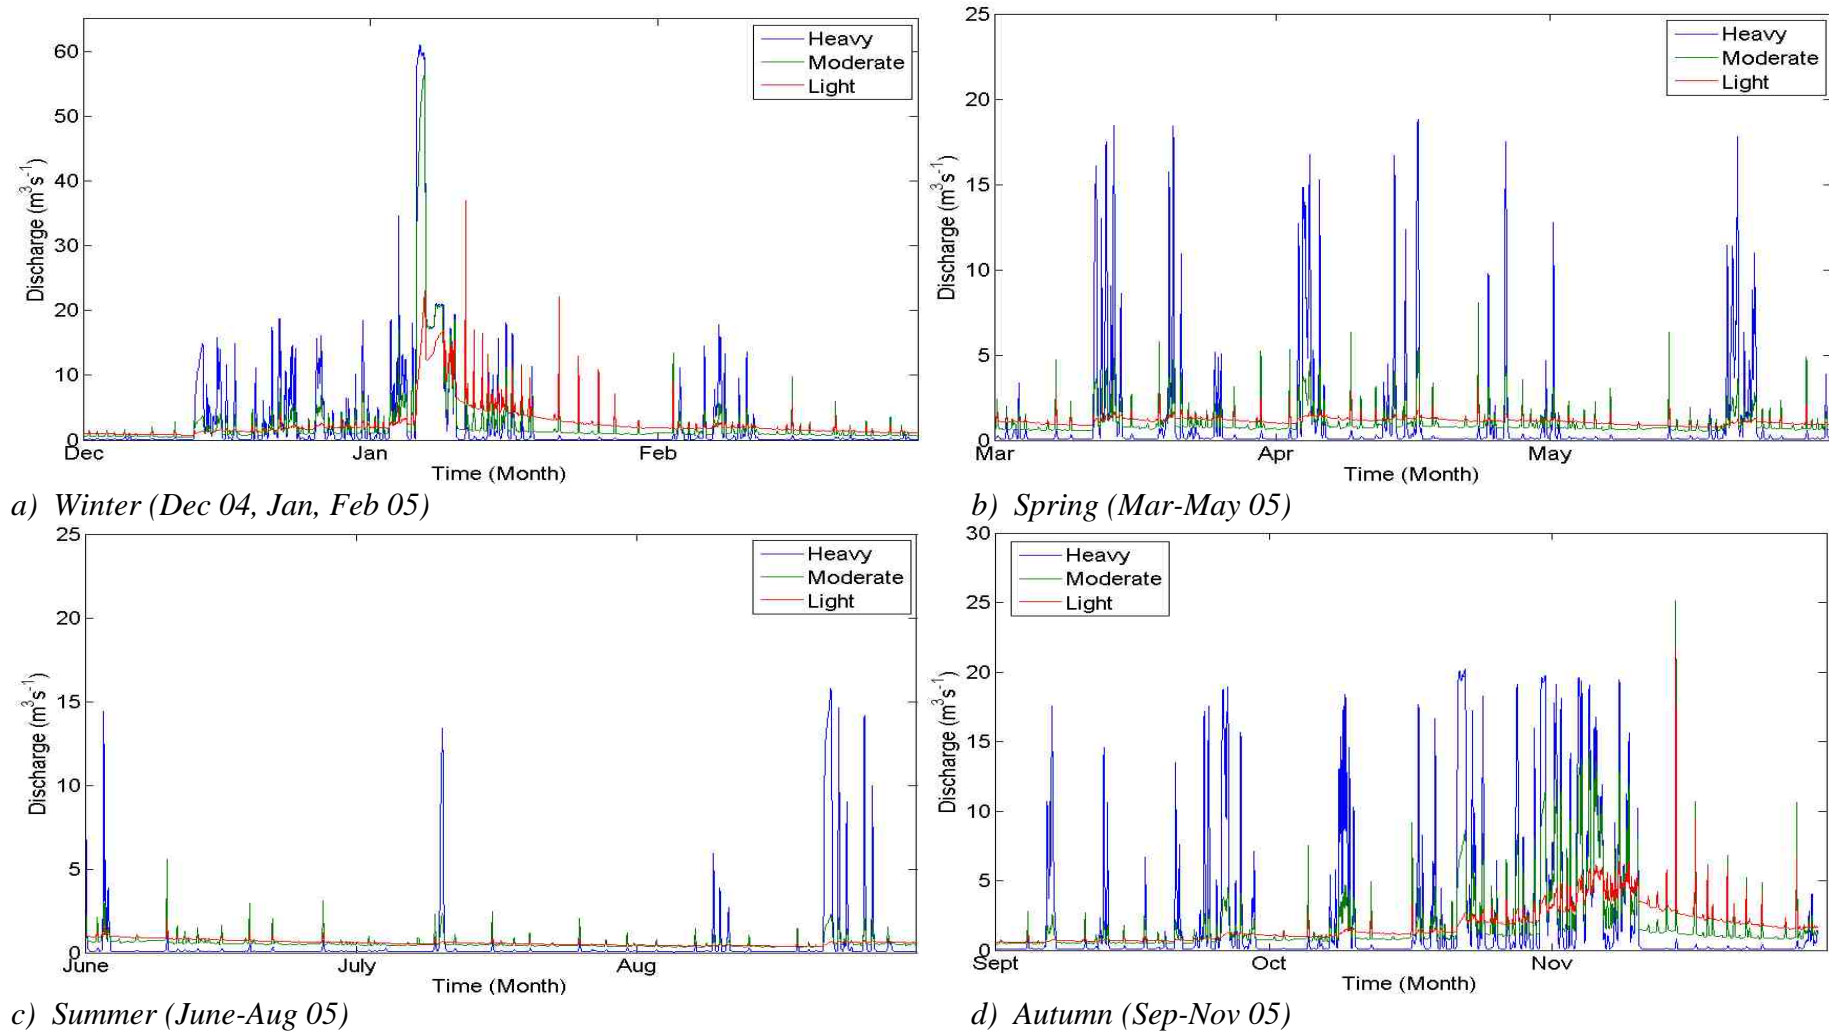 60
50
40
30
20
10
0
Discharge (m³s⁻¹)
Heavy
Moderate
Light
Dec
Jan
Feb
Time (Month)
a) Winter (Dec 04, Jan, Feb 05)
25
20
15
10
5
0
Discharge (m³s⁻¹)
Heavy
Moderate
Light
Mar
Apr
May
Time (Month)
b) Spring (Mar-May 05)
25
20
15
10
5
0
Discharge (m³s⁻¹)
Heavy
Moderate
Light
June
July
Aug
Time (Month)
c) Summer (June-Aug 05)
30
25
20
15
10
5
0
Discharge (m³s⁻¹)
Heavy
Moderate
Light
Sept
Oct
Nov
Time (Month)
d) Autumn (Sep-Nov 05)